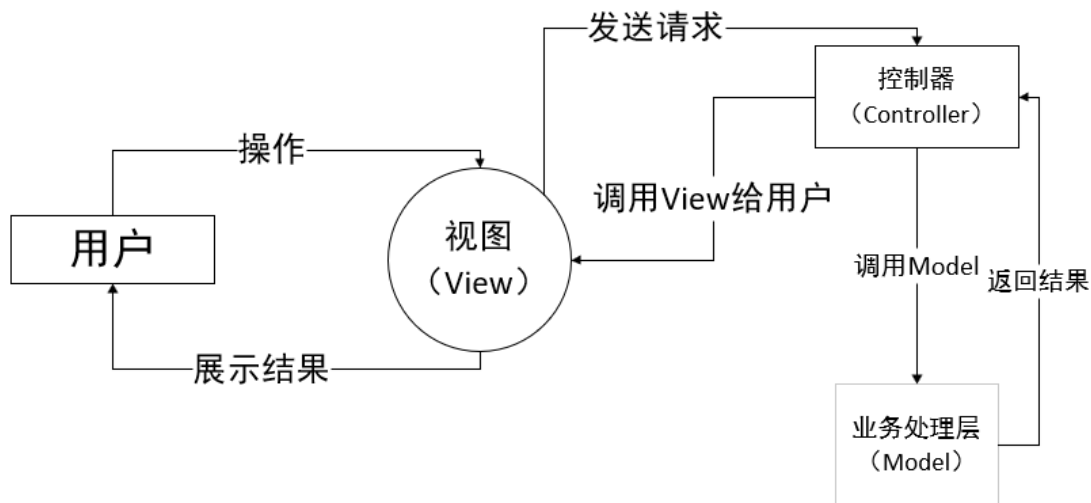 发送请求
控制器
（Controller）
操作
调用View给用户
用户
视图
（View）
调用Model
返回结果
展示结果
业务处理层
（Model）